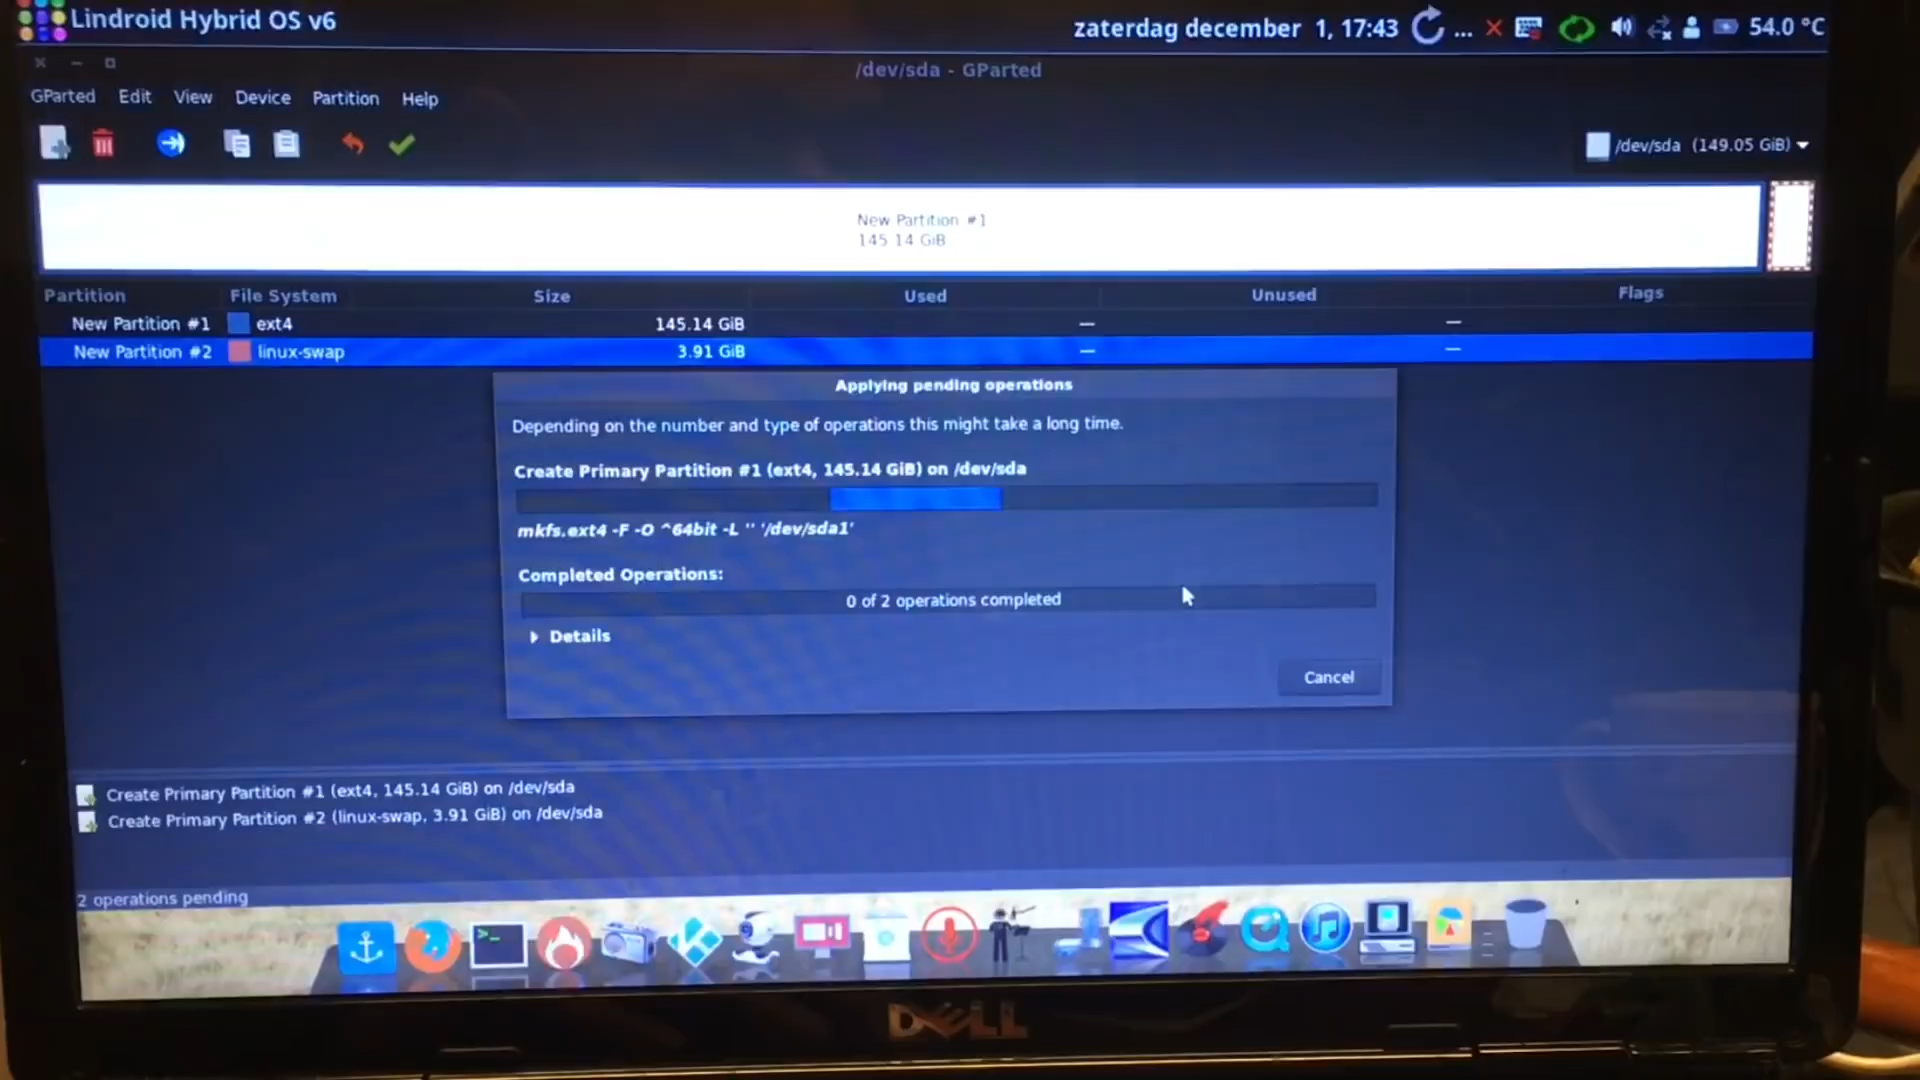 Lindroid Hybrid OS v6
zaterdag december 1, 17:43 ... 54.0 °C
/dev/sda - GParted
GParted Edit View Device Partition Help
/dev/sda (149.05 GiB)
New Partition #1
145.14 GiB
Partition File System Size Used Unused Flags
New Partition #1 ext4 145.14 GiB — —
New Partition #2 linux-swap 3.91 GiB — —
Applying pending operations
Depending on the number and type of operations this might take a long time.
Create Primary Partition #1 (ext4, 145.14 GiB) on /dev/sda
mkfs.ext4 -F -O ^64bit -L '' '/dev/sda1'
Completed Operations:
0 of 2 operations completed
Details
Cancel
Create Primary Partition #1 (ext4, 145.14 GiB) on /dev/sda
Create Primary Partition #2 (linux-swap, 3.91 GiB) on /dev/sda
2 operations pending
>_
DELL